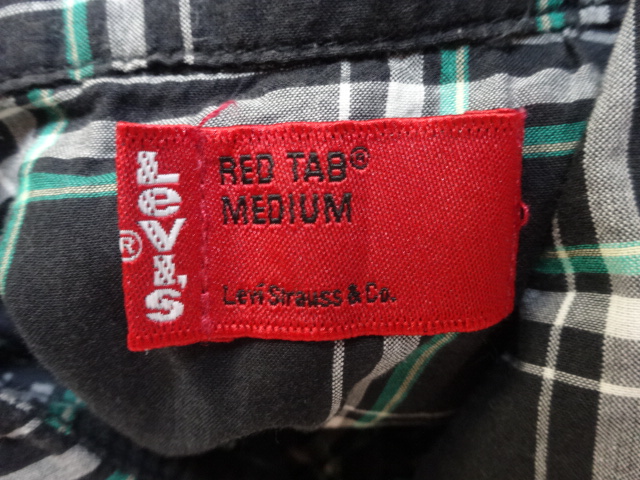 LEVI'S®
RED TAB®
MEDIUM
Levi Strauss & Co.